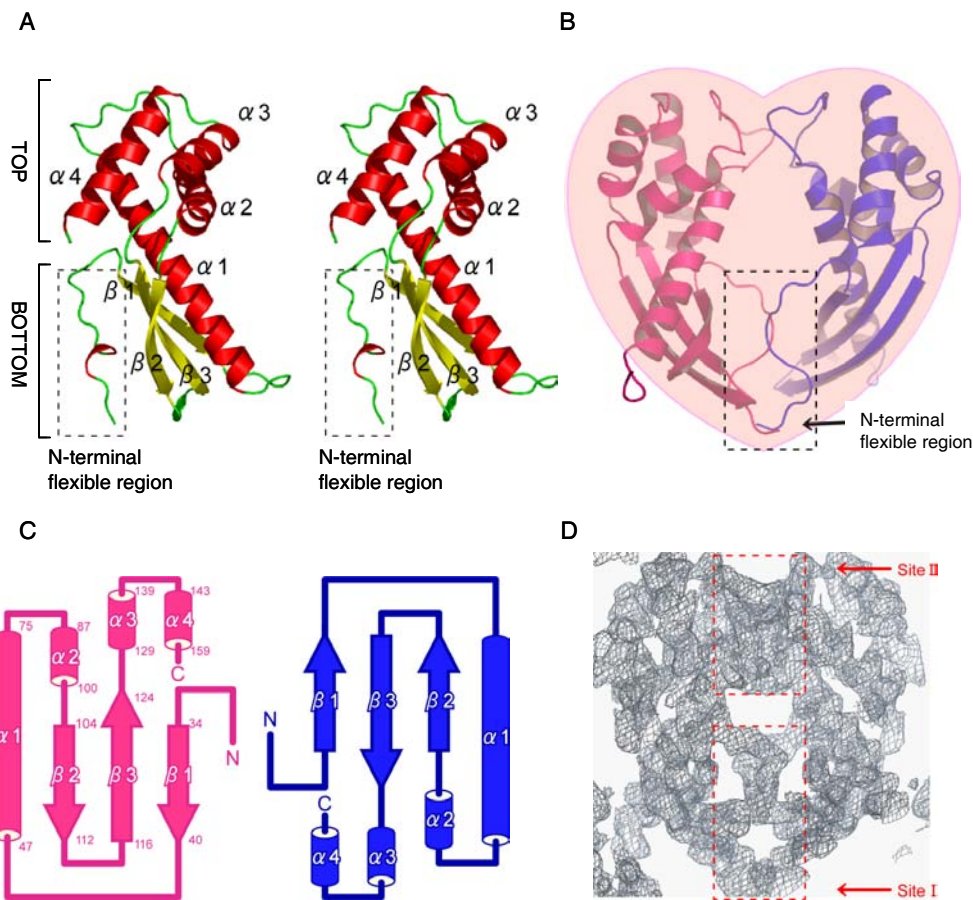 A
TOP
BOTTOM
α3
α4
α2
α1
β1
β2
β3
N-terminal
flexible region
α3
α4
α2
α1
β1
β2
β3
N-terminal
flexible region
B
N-terminal
flexible region
C
139
143
75
87
α3
α4
α2
129
159
C
100
124
α1
104
34
N
β2
β3
β1
47
112
116
40
β1
β3
β2
N
α1
C
α2
α4
α3
D
Site II
Site I